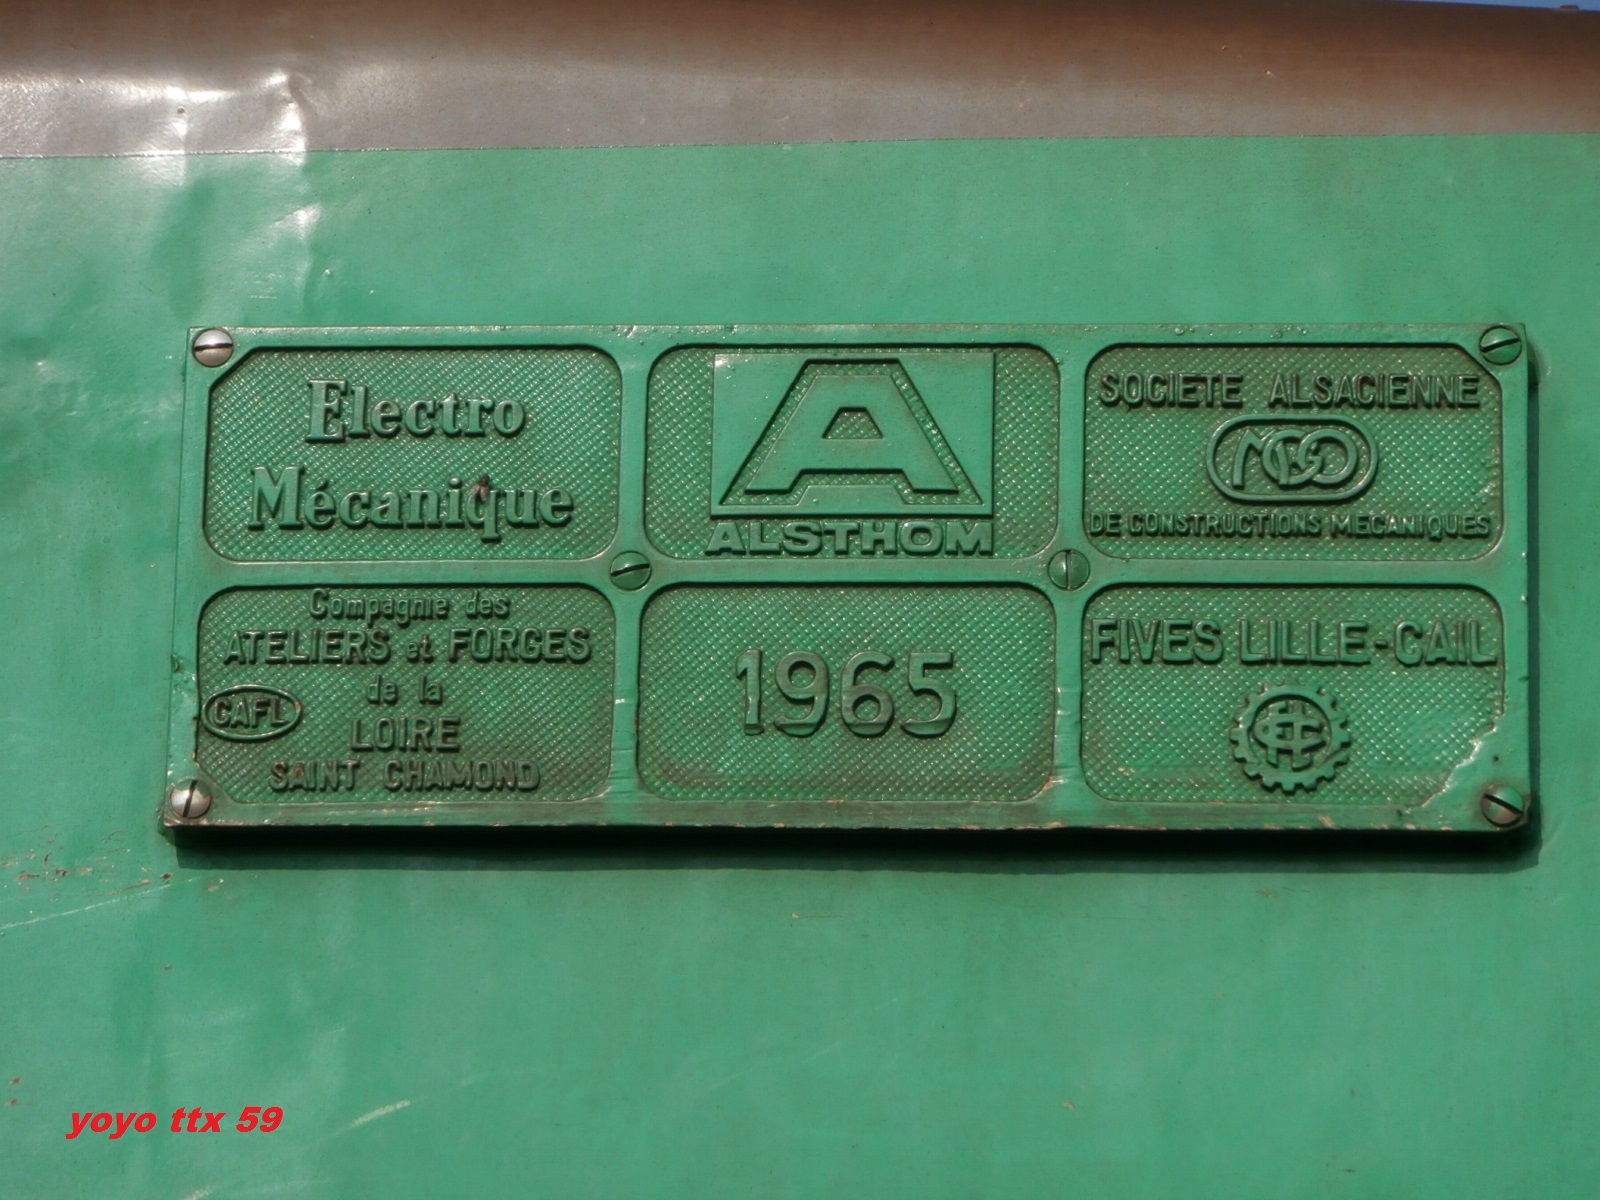 Electro
Mécanique
A
ALSTHOM
SOCIETE ALSACIENNE
MGO
DE CONSTRUCTIONS MECANIQUES
Compagnie des
ATELIERS et FORGES
de la
CAFL
LOIRE
SAINT CHAMOND
1965
FIVES LILLE-CAIL
yoyo ttx 59